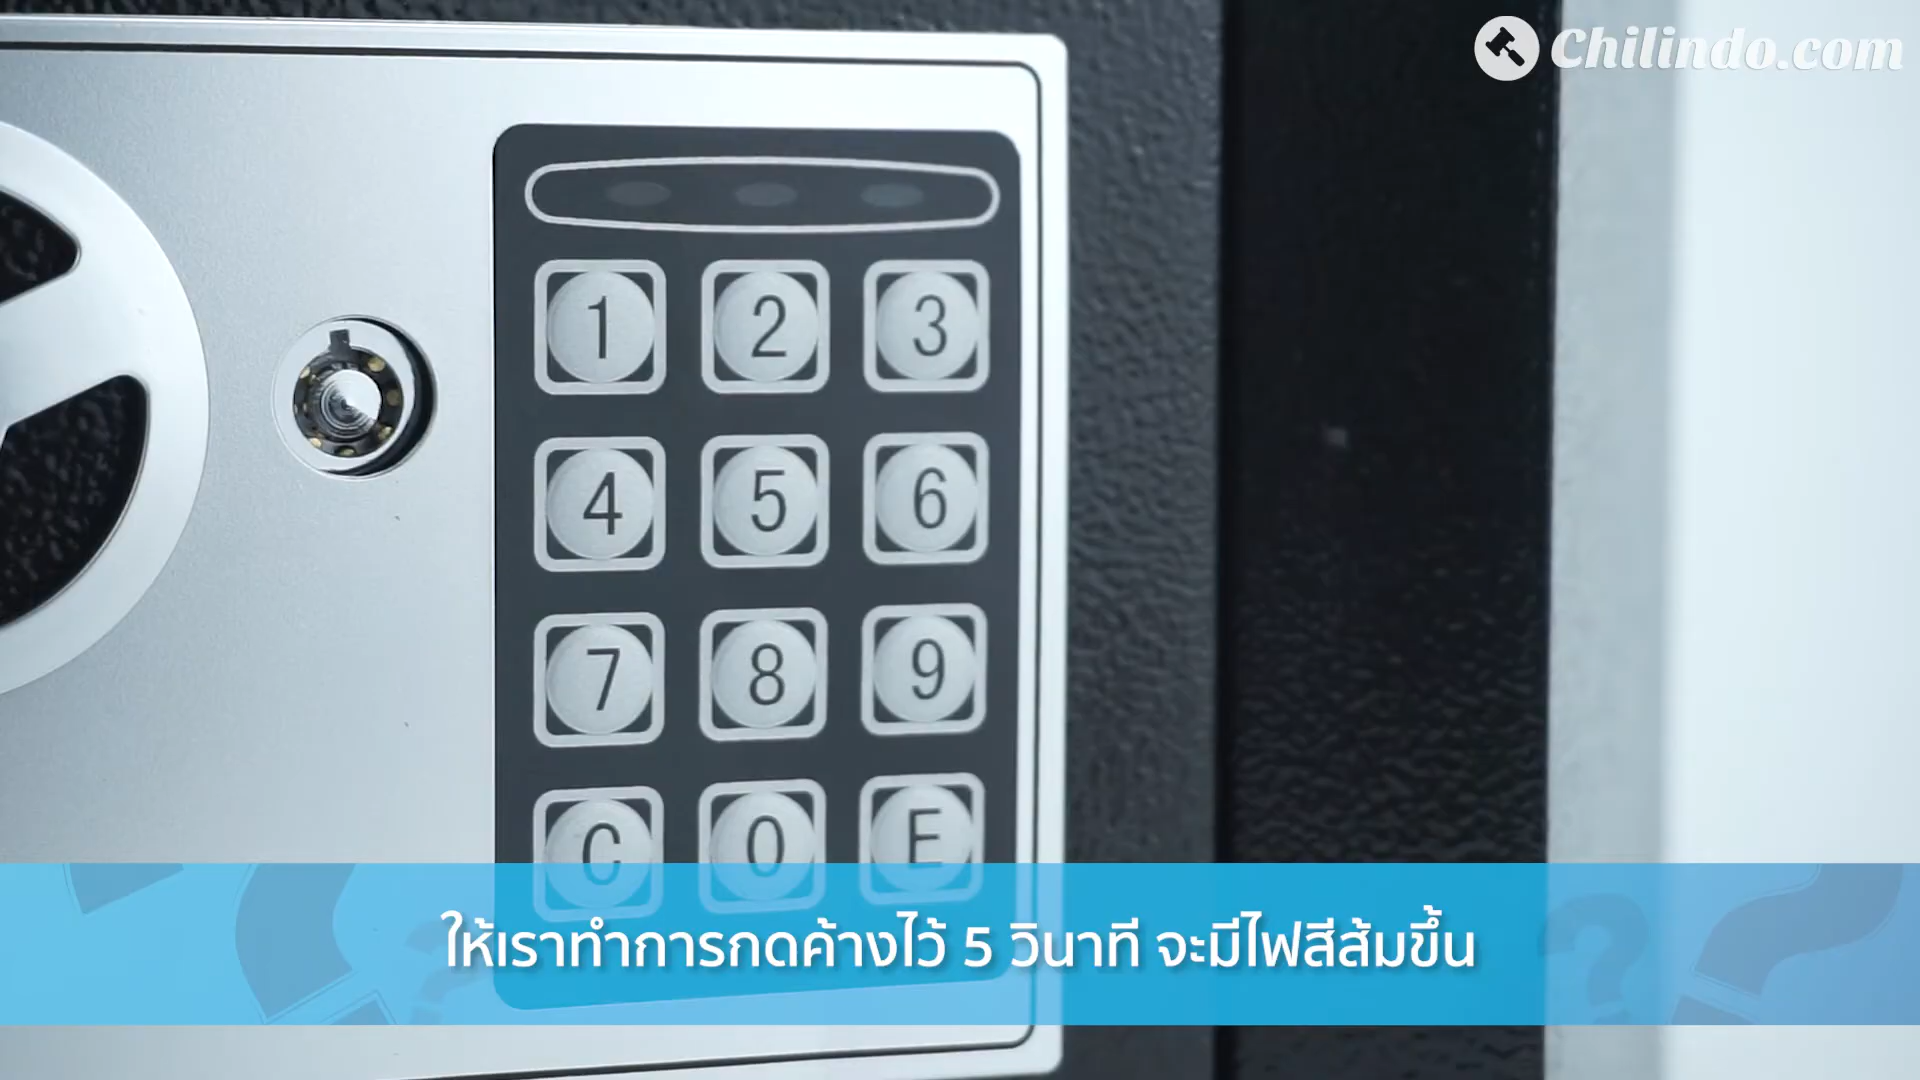 Chilindo.com
1 2 3
4 5 6
7 8 9
C 0 E
ให้เราทำการกดค้างไว้ 5 วินาที จะมีไฟสีส้มขึ้น